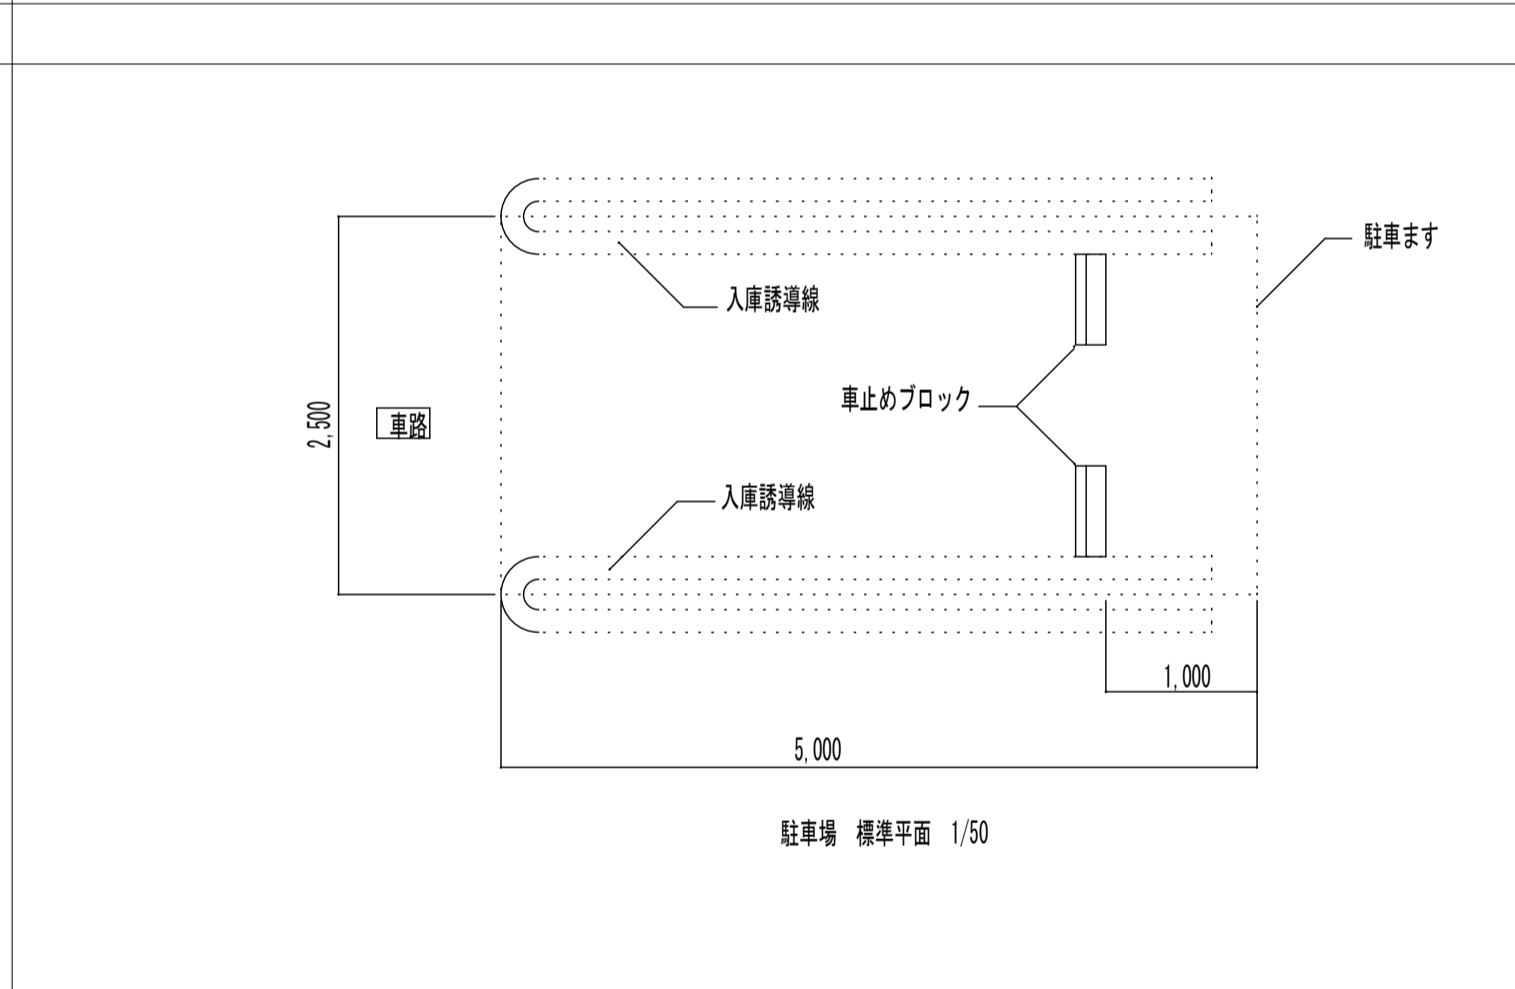 駐車ます
入庫誘導線
車止めブロック
2,500
車路
入庫誘導線
1,000
5,000
駐車場　標準平面　1/50